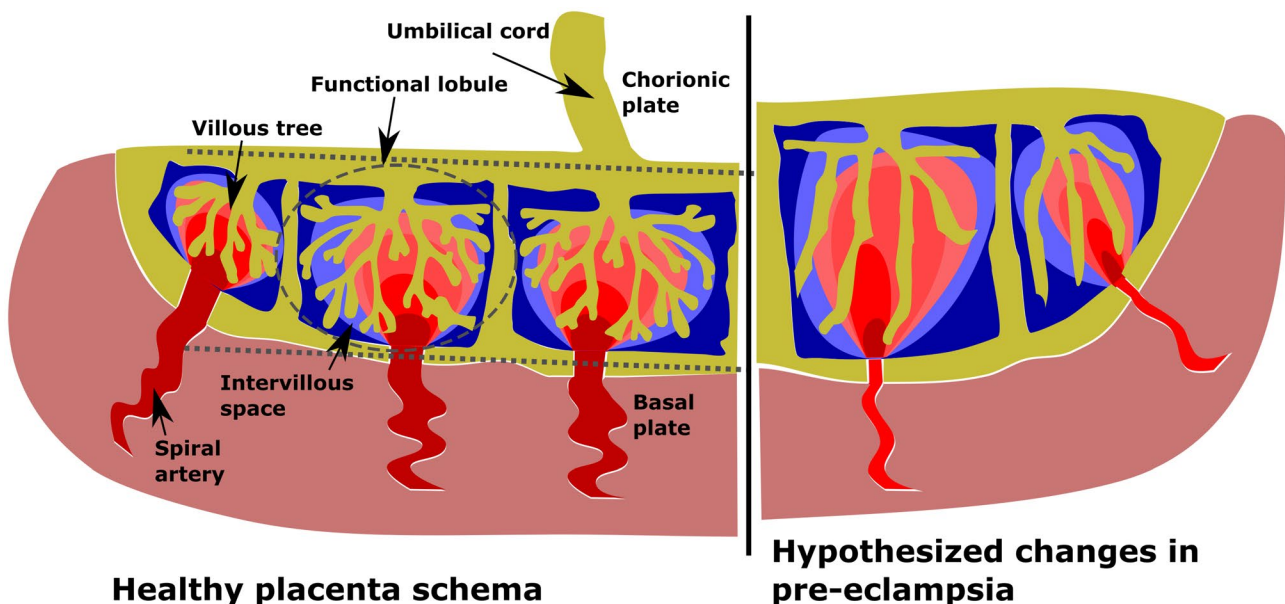 Umbilical cord
Functional lobule
Villous tree
Chorionic
plate
Intervillous
space
Spiral
artery
Basal
plate
Healthy placenta schema
Hypothesized changes in
pre-eclampsia